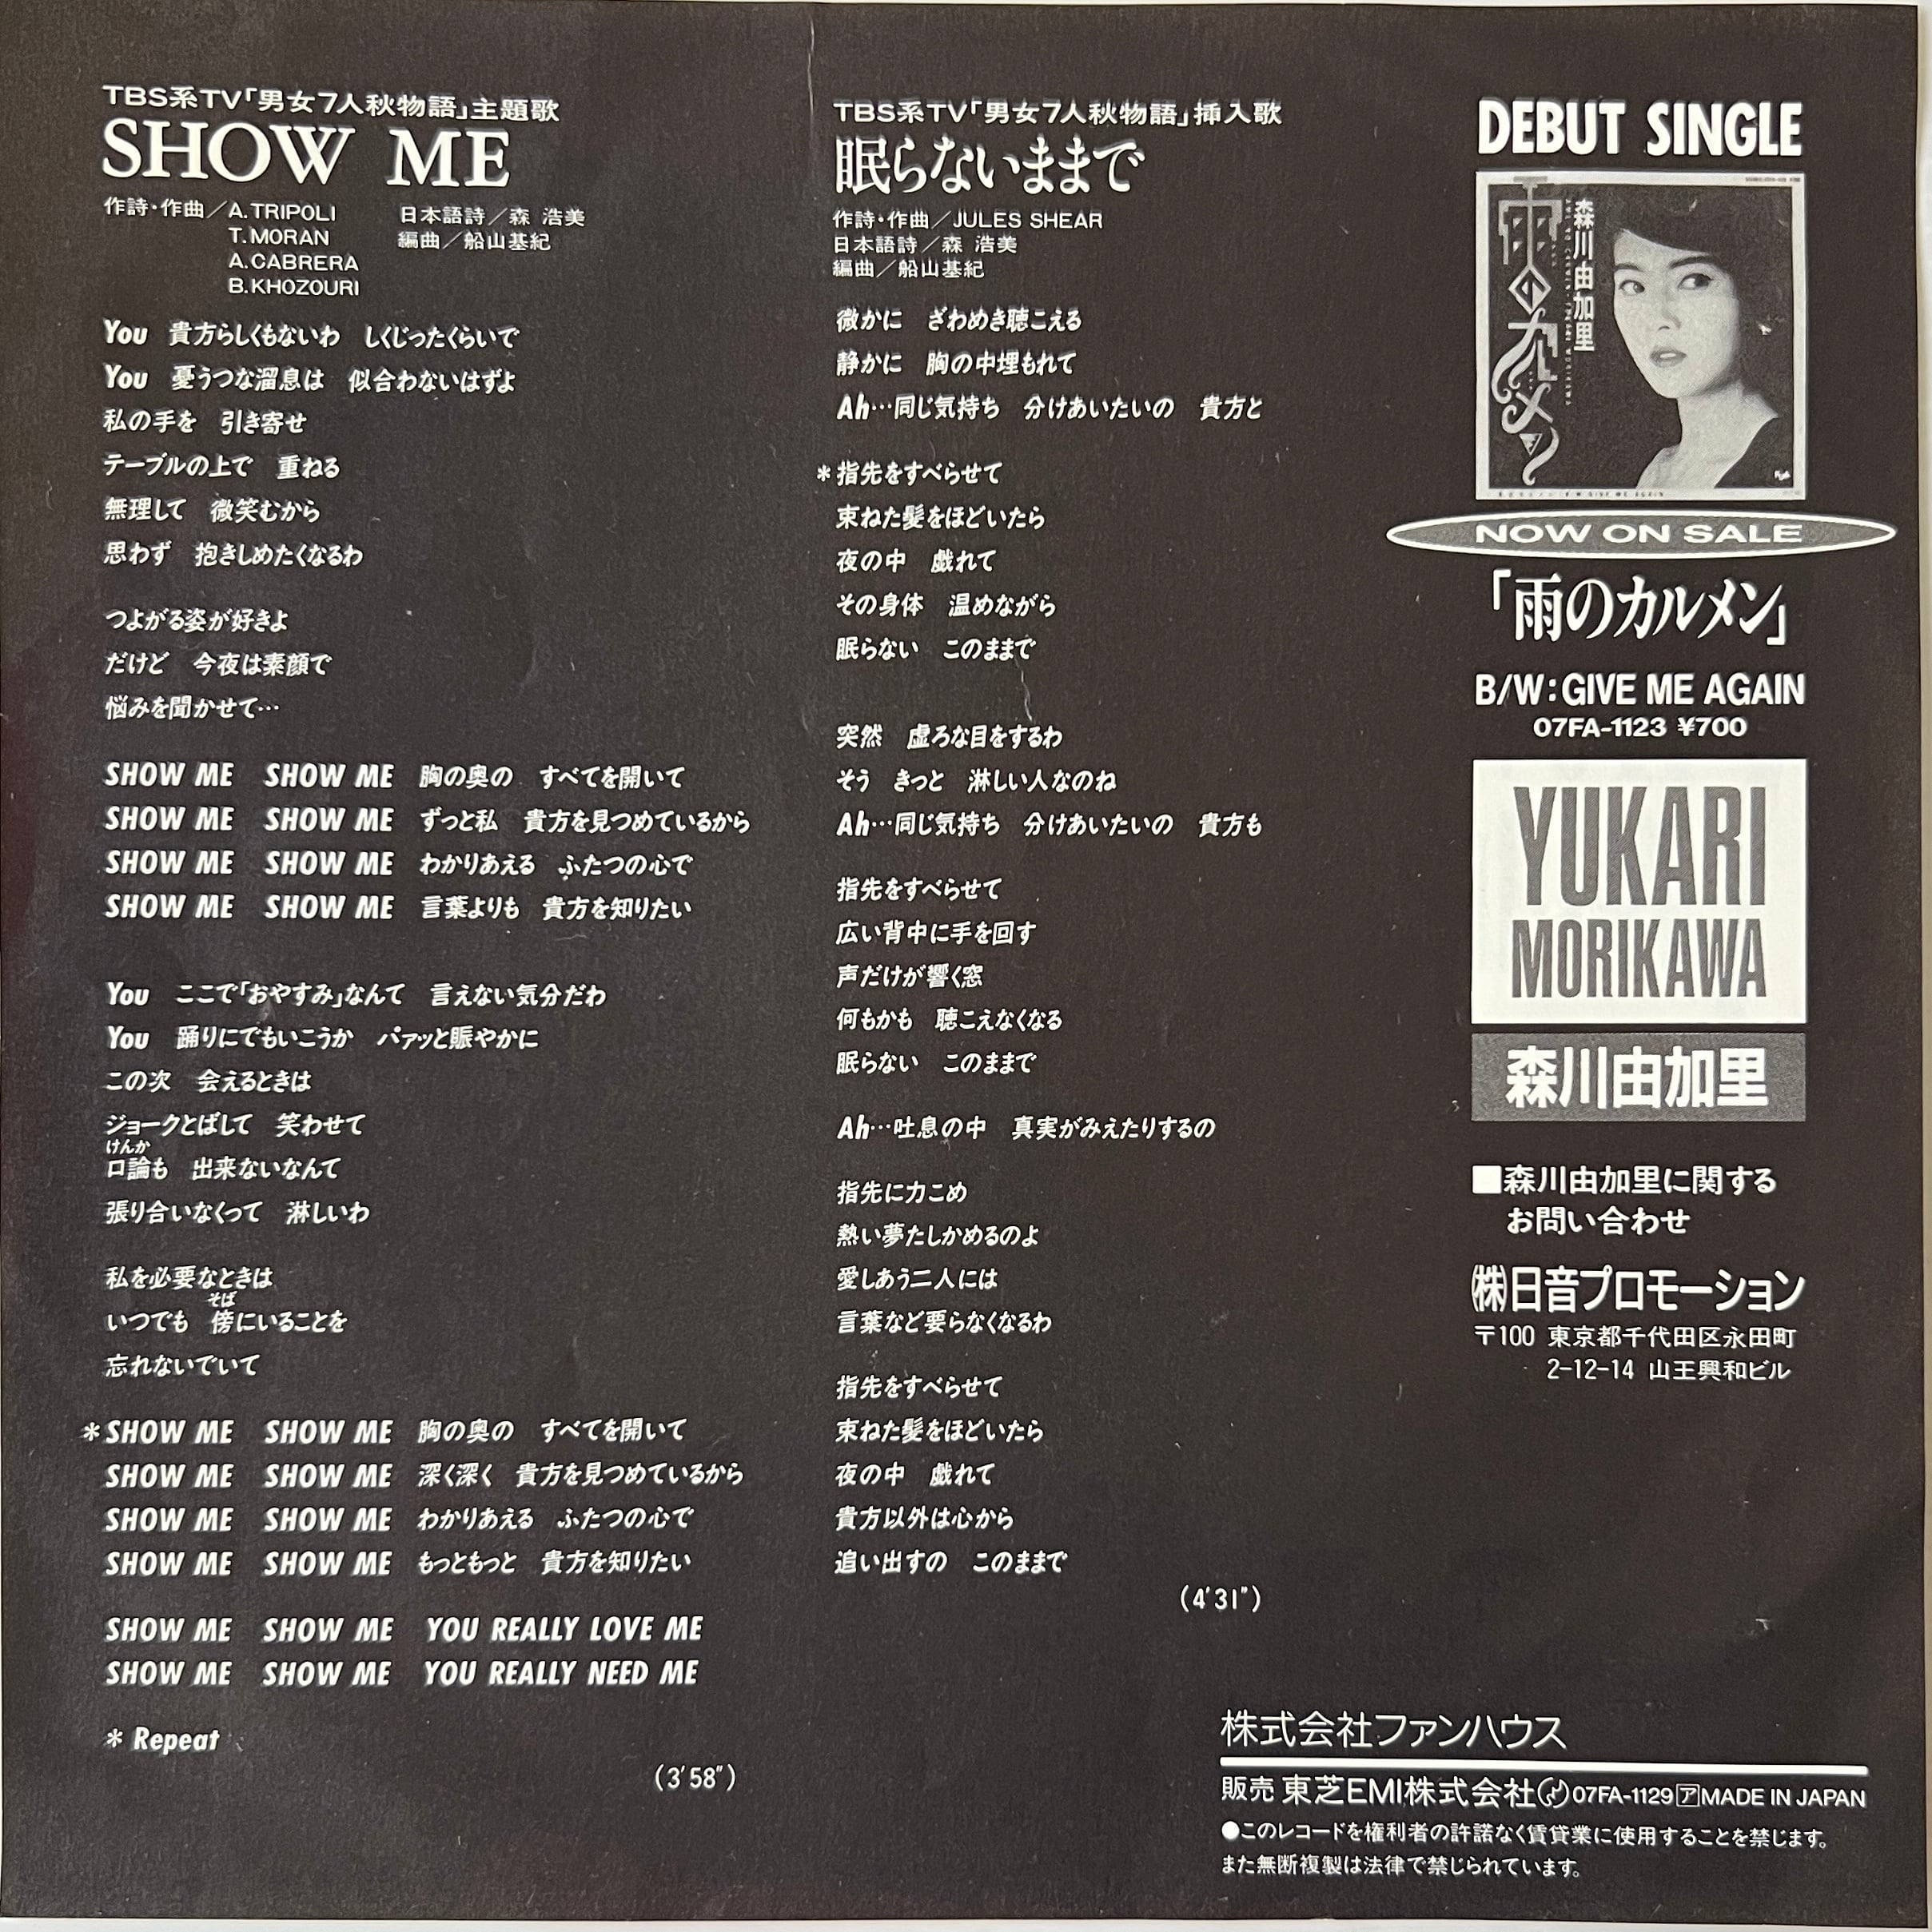 TBS系TV「男女7人秋物語」主題歌
SHOW ME
作詩・作曲／A.TRIPOLI
T.MORAN
A.CABRERA
B.KHOZOURI
日本語詩／森 浩美
編曲／船山基紀
You 貴方らしくもないわ しくじったくらいで
You 憂うつな溜息は 似合わないはずよ
私の手を 引き寄せ
テーブルの上で 重ねる
無理して 微笑むから
思わず 抱きしめたくなるわ
つよがる姿が好きよ
だけど 今夜は素顔で
悩みを聞かせて…
SHOW ME SHOW ME 胸の奥の すべてを開いて
SHOW ME SHOW ME ずっと私 貴方を見つめているから
SHOW ME SHOW ME わかりあえる ふたつの心で
SHOW ME SHOW ME 言葉よりも 貴方を知りたい
You ここで「おやすみ」なんて 言えない気分だわ
You 踊りにでもいこうか パァッと賑やかに
この次 会えるときは
ジョークとばして 笑わせて
けんか
口論も 出来ないなんて
張り合いなくって 淋しいわ
私を必要なときは
そば
いつでも 傍にいることを
忘れないでいて
＊SHOW ME SHOW ME 胸の奥の すべてを開いて
SHOW ME SHOW ME 深く深く 貴方を見つめているから
SHOW ME SHOW ME わかりあえる ふたつの心で
SHOW ME SHOW ME もっともっと 貴方を知りたい
SHOW ME SHOW ME YOU REALLY LOVE ME
SHOW ME SHOW ME YOU REALLY NEED ME
＊Repeat
(3′58″)
TBS系TV「男女7人秋物語」挿入歌
眠らないままで
作詩・作曲／JULES SHEAR
日本語詩／森 浩美
編曲／船山基紀
微かに ざわめき聴こえる
静かに 胸の中埋もれて
Ah…同じ気持ち 分けあいたいの 貴方と
＊指先をすべらせて
束ねた髪をほどいたら
夜の中 戯れて
その身体 温めながら
眠らない このままで
突然 虚ろな目をするわ
そう きっと 淋しい人なのね
Ah…同じ気持ち 分けあいたいの 貴方も
指先をすべらせて
広い背中に手を回す
声だけが響く窓
何もかも 聴こえなくなる
眠らない このままで
Ah…吐息の中 真実がみえたりするの
指先に力こめ
熱い夢たしかめるのよ
愛しあう二人には
言葉など要らなくなるわ
指先をすべらせて
束ねた髪をほどいたら
夜の中 戯れて
貴方以外は心から
追い出すの このままで
(4′31″)
DEBUT SINGLE
雨のカルメン
森川由加里
NOW ON SALE
「雨のカルメン」
B/W:GIVE ME AGAIN
07FA-1123 ¥700
YUKARI
MORIKAWA
森川由加里
■森川由加里に関する
お問い合わせ
㈱日音プロモーション
〒100 東京都千代田区永田町
2-12-14 山王興和ビル
株式会社ファンハウス
販売 東芝EMI株式会社 07FA-1129 ア MADE IN JAPAN
●このレコードを権利者の許諾なく賃貸業に使用することを禁じます。
また無断複製は法律で禁じられています。